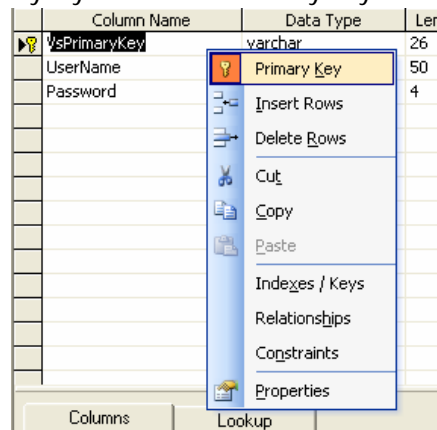 Column Name Data Type Len
VsPrimaryKey varchar 26
UserName 50
Password 4
Primary Key
Insert Rows
Delete Rows
Cut
Copy
Paste
Indexes / Keys
Relationships
Constraints
Properties
Columns Lookup